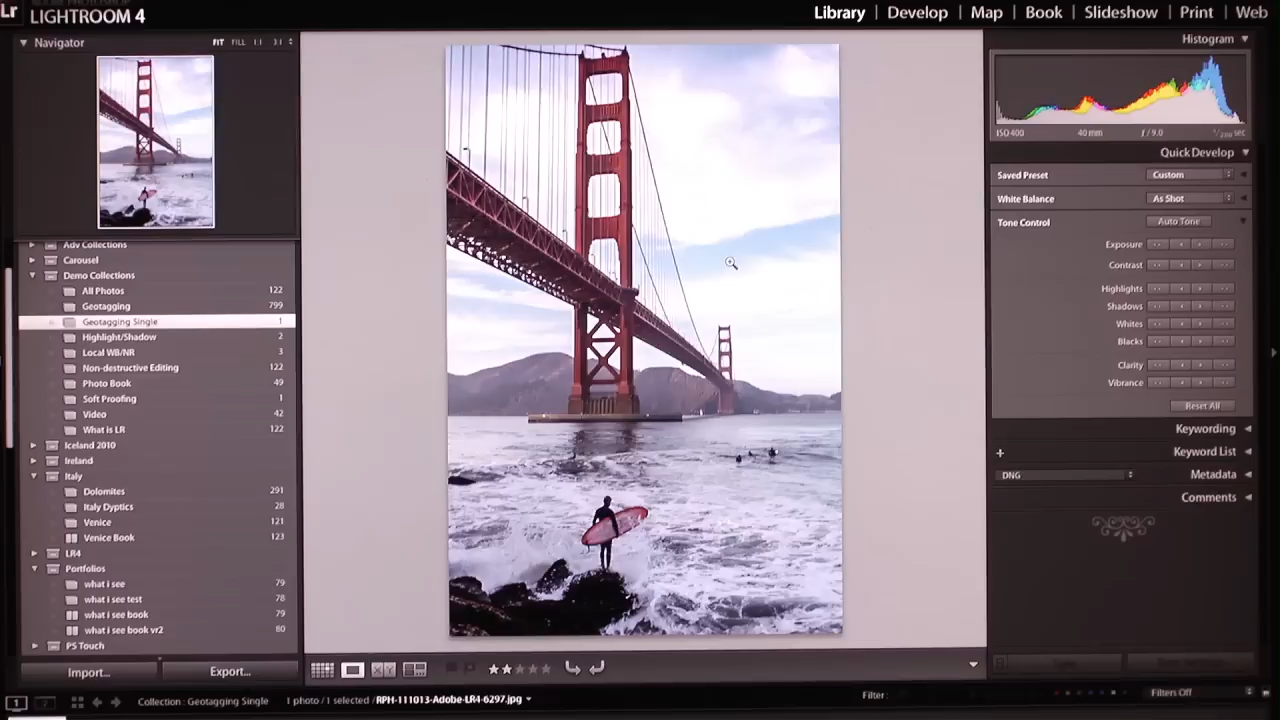 Lr
LIGHTROOM 4
Library | Develop | Map | Book | Slideshow | Print | Web
Navigator
FIT FILL 1:1 3:1
Histogram
ISO 400 40 mm f / 9.0
Quick Develop
Saved Preset Custom
White Balance As Shot
Tone Control Auto Tone
Exposure
Contrast
Highlights
Shadows
Whites
Blacks
Clarity
Vibrance
Reset All
Keywording
+ Keyword List
DNG Metadata
Comments
Adv Collections
Carousel
Demo Collections
All Photos 122
Geotagging 799
Geotagging Single 1
Highlight/Shadow 2
Local WB/NR 3
Non-destructive Editing 122
Photo Book 49
Soft Proofing 1
Video 42
What is LR 122
Iceland 2010
Ireland
Italy
Dolomites 291
Italy Dyptics 28
Venice 121
Venice Book 123
LR4
Portfolios
what i see 79
what i see test 78
what i see book 79
what i see book vr2 80
PS Touch
Import... Export...
XY
1 2 Collection : Geotagging Single 1 photo / 1 selected / RPH-111013-Adobe-LR4-6297.jpg Filter : Filters Off